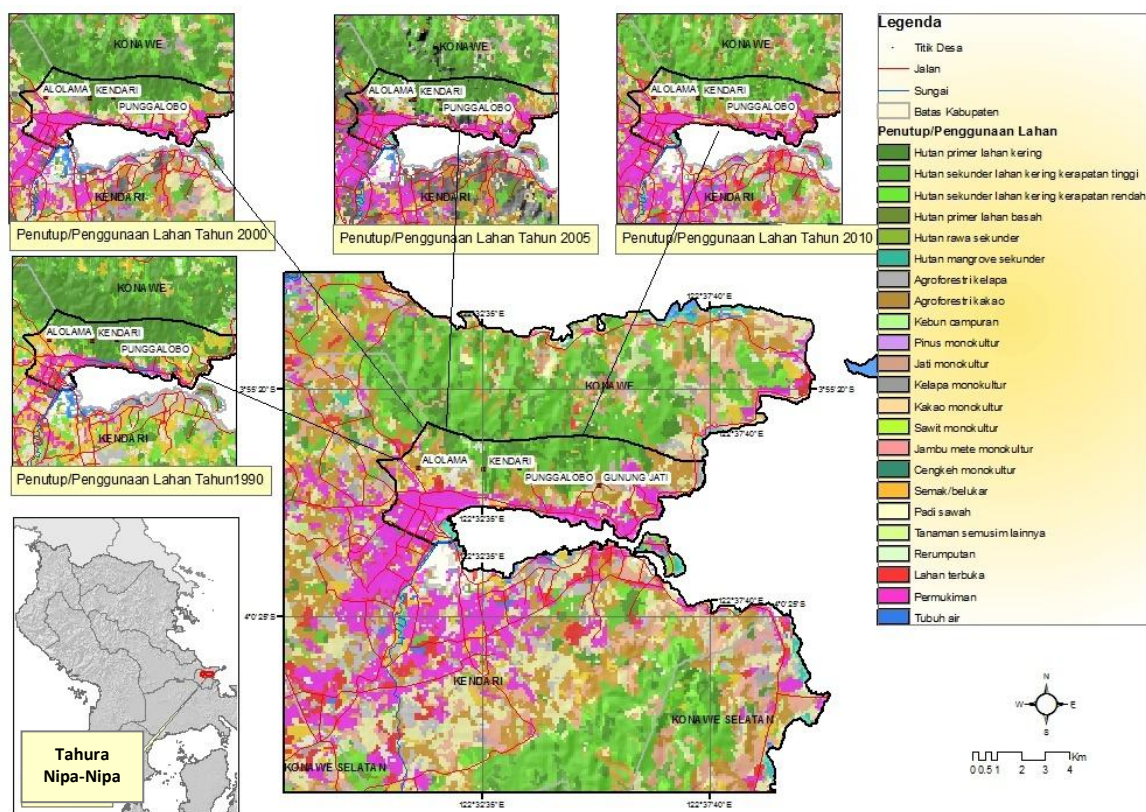 KONAWE
ALOLAMA
KENDARI
PUNGGALOBO
KENDARI
Penutup/Penggunaan Lahan Tahun 2000
KONAWE
ALOLAMA
KENDARI
PUNGGALOBO
KENDARI
Penutup/Penggunaan Lahan Tahun 2005
KONAWE
ALOLAMA
KENDARI
PUNGGALOBO
KENDARI
Penutup/Penggunaan Lahan Tahun 2010
KONAWE
ALOLAMA
KENDARI
PUNGGALOBO
KENDARI
Penutup/Penggunaan Lahan Tahun1990
122°32'35" E
122°37'40" E
3°55'20" S
KONAWE
3°55'20" S
122°37'40" E
ALOLAMA
KENDARI
PUNGGALOBO
GUNUNG JATI
122°32'35" E
122°32'35" E
122°37'40" E
4°0'25" S
4°0'25" S
KENDARI
KONAWE SELATAN
KONAWE SELATAN
122°32'35" E
122°37'40" E
Tahura
Nipa-Nipa
Legenda
Titik Desa
Jalan
Sungai
Batas Kabupaten
Penutup/Penggunaan Lahan
Hutan primer lahan kering
Hutan sekunder lahan kering kerapatan tinggi
Hutan sekunder lahan kering kerapatan rendah
Hutan primer lahan basah
Hutan rawa sekunder
Hutan mangrove sekunder
Agroforestri kelapa
Agroforestri kakao
Kebun campuran
Pinus monokultur
Jati monokultur
Kelapa monokultur
Kakao monokultur
Sawit monokultur
Jambu mete monokultur
Cengkeh monokultur
Semak/belukar
Padi sawah
Tanaman semusim lainnya
Rerumputan
Lahan terbuka
Permukiman
Tubuh air
N
W E
S
Km
0 0.5 1 2 3 4